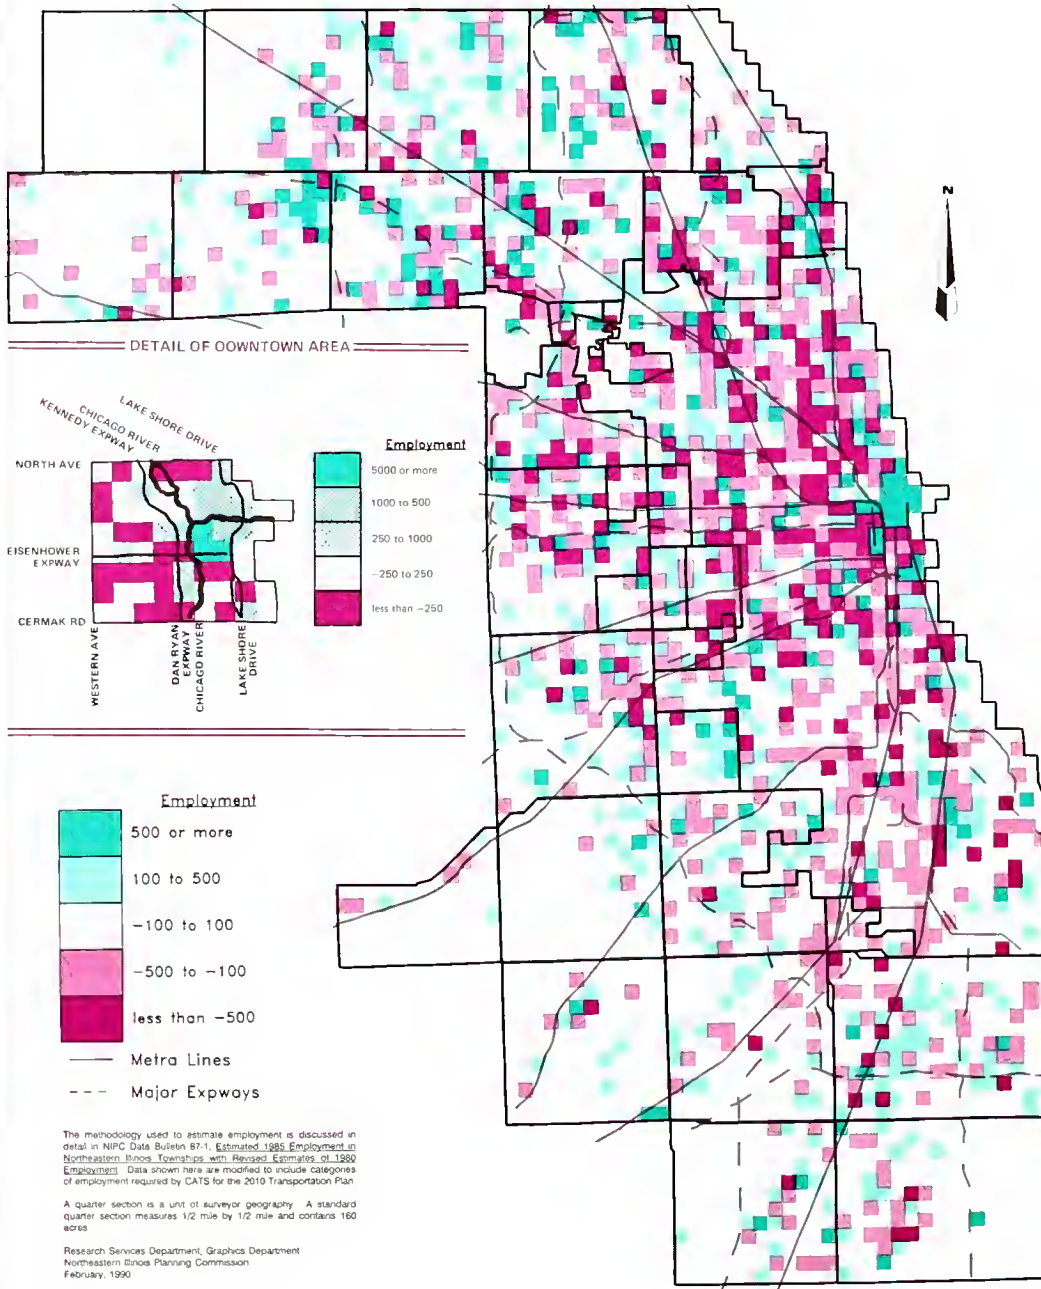 N
DETAIL OF DOWNTOWN AREA
LAKE SHORE DRIVE
CHICAGO RIVER
KENNEDY EXPWAY
NORTH AVE
EISENHOWER
EXPWAY
CERMAK RD
WESTERN AVE
DAN RYAN
EXPWAY
CHICAGO RIVER
LAKE SHORE
DRIVE
Employment
5000 or more
1000 to 500
250 to 1000
-250 to 250
less than -250
Employment
500 or more
100 to 500
-100 to 100
-500 to -100
less than -500
Metra Lines
Major Expways
The methodology used to estimate employment is discussed in
detail in NIPC Data Bulletin 87-1, Estimated 1985 Employment in
Northeastern Illinois Townships with Revised Estimates of 1980
Employment Data shown here are modified to include categories
of employment required by CATS for the 2010 Transportation Plan
A quarter section is a unit of surveyor geography A standard
quarter section measures 1/2 mile by 1/2 mile and contains 160
acres
Research Services Department, Graphics Department
Northeastern Illinois Planning Commission
February, 1990